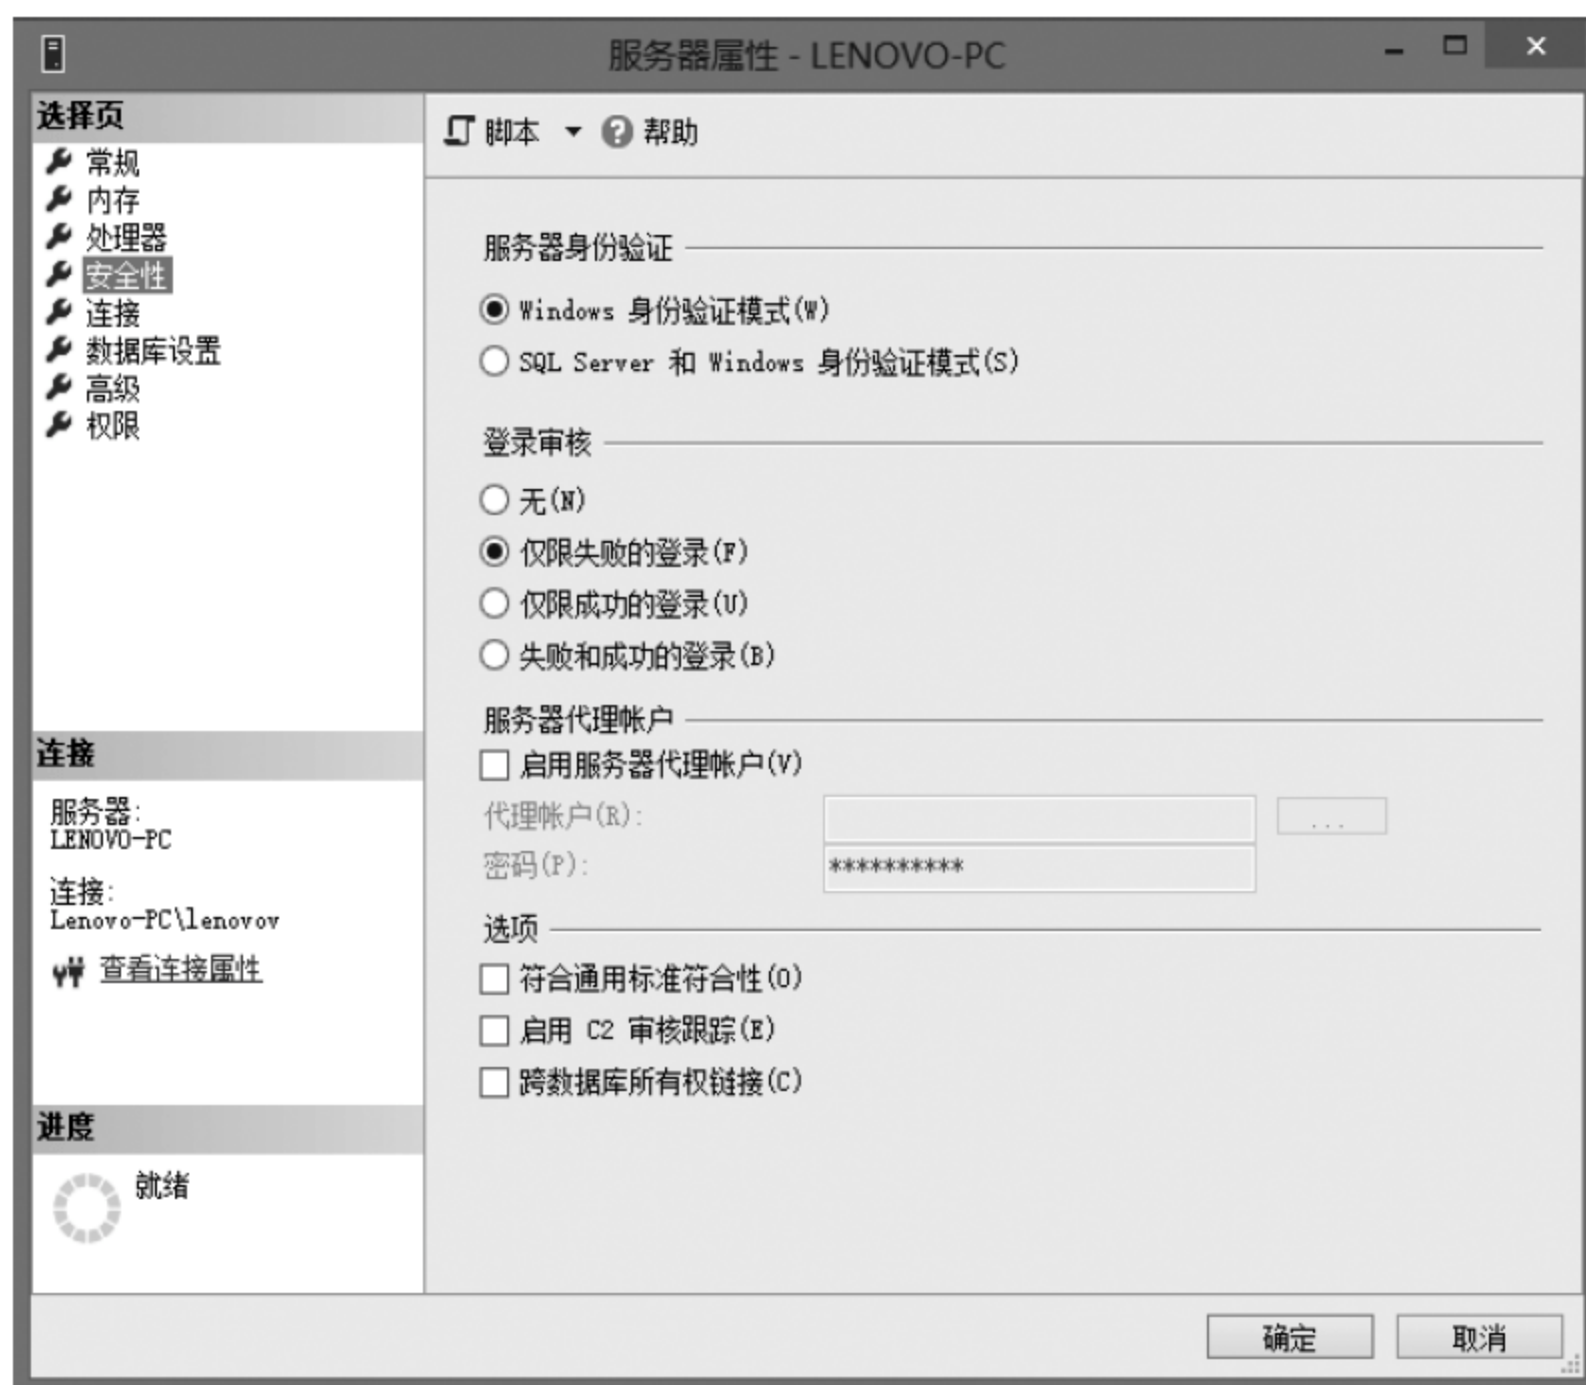 服务器属性 - LENOVO-PC
选择页
常规
内存
处理器
安全性
连接
数据库设置
高级
权限
连接
服务器:
LENOVO-PC
连接:
Lenovo-PC\lenovov
查看连接属性
进度
就绪
脚本 帮助
服务器身份验证
Windows 身份验证模式(W)
SQL Server 和 Windows 身份验证模式(S)
登录审核
无(N)
仅限失败的登录(F)
仅限成功的登录(U)
失败和成功的登录(B)
服务器代理帐户
启用服务器代理帐户(V)
代理帐户(R):
...
密码(P):
**********
选项
符合通用标准符合性(O)
启用 C2 审核跟踪(E)
跨数据库所有权链接(C)
确定 取消